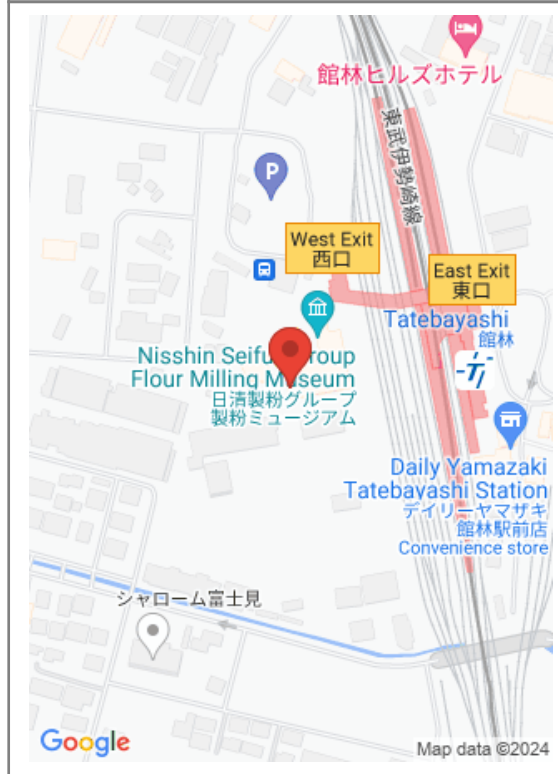 館林ヒルズホテル
東武伊勢崎線
P
West Exit
西口
East Exit
東口
Tatebayashi
館林
Nisshin Seifun Group
Flour Milling Museum
日清製粉グループ
製粉ミュージアム
Daily Yamazaki
Tatebayashi Station
デイリーヤマザキ
館林駅前店
Convenience store
シャローム富士見
Google
Map data ©2024